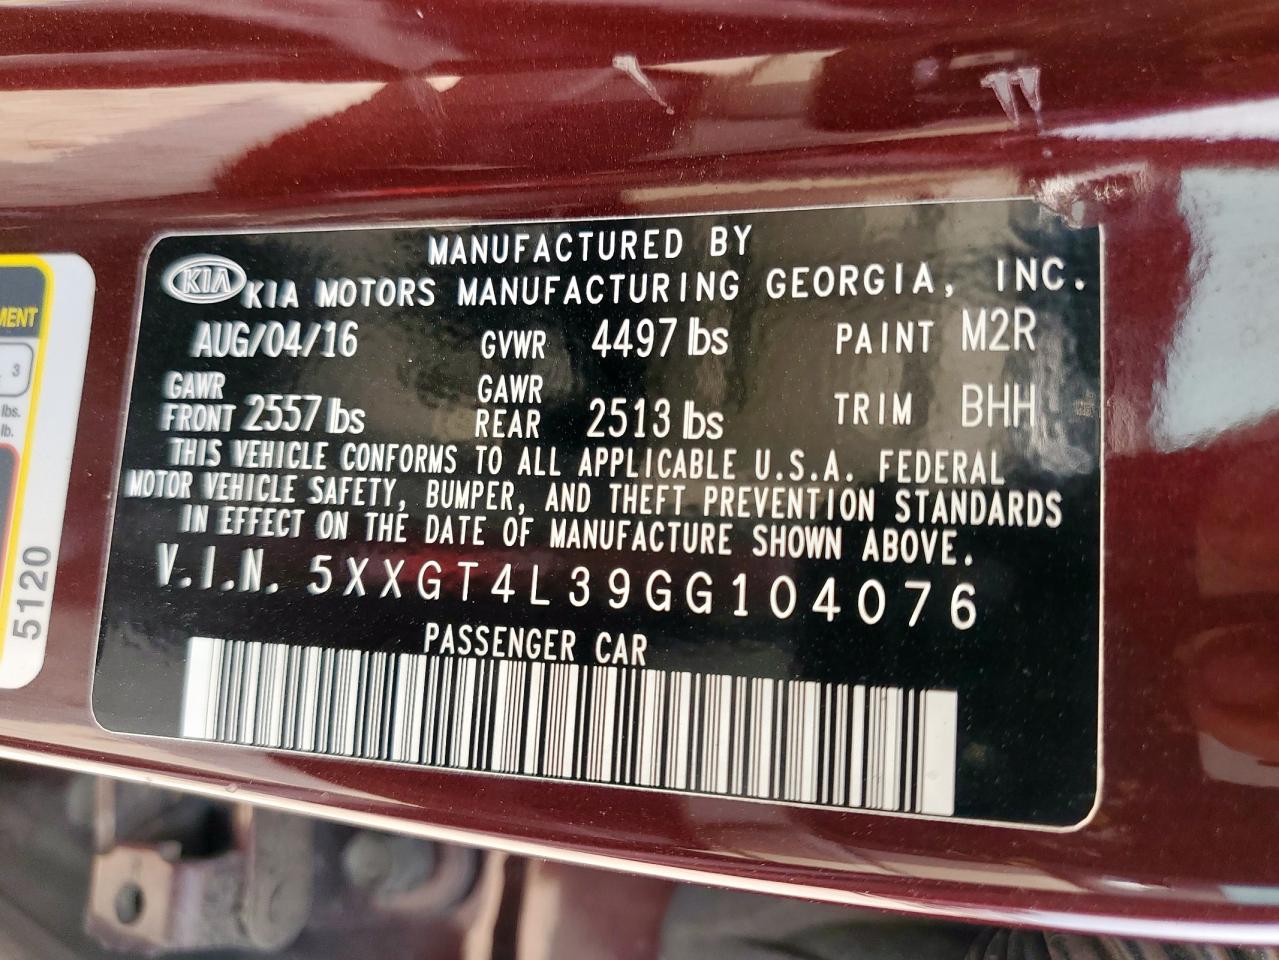 MANUFACTURED BY
KIA KIA MOTORS MANUFACTURING GEORGIA, INC.
AUG/04/16 GVWR 4497 lbs PAINT M2R
GAWR FRONT 2557 lbs GAWR REAR 2513 lbs TRIM BHH
THIS VEHICLE CONFORMS TO ALL APPLICABLE U.S.A. FEDERAL
MOTOR VEHICLE SAFETY, BUMPER, AND THEFT PREVENTION STANDARDS
IN EFFECT ON THE DATE OF MANUFACTURE SHOWN ABOVE.
V.I.N. 5XXGT4L39GG104076
PASSENGER CAR
MENT
3
lbs.
lb.
5120